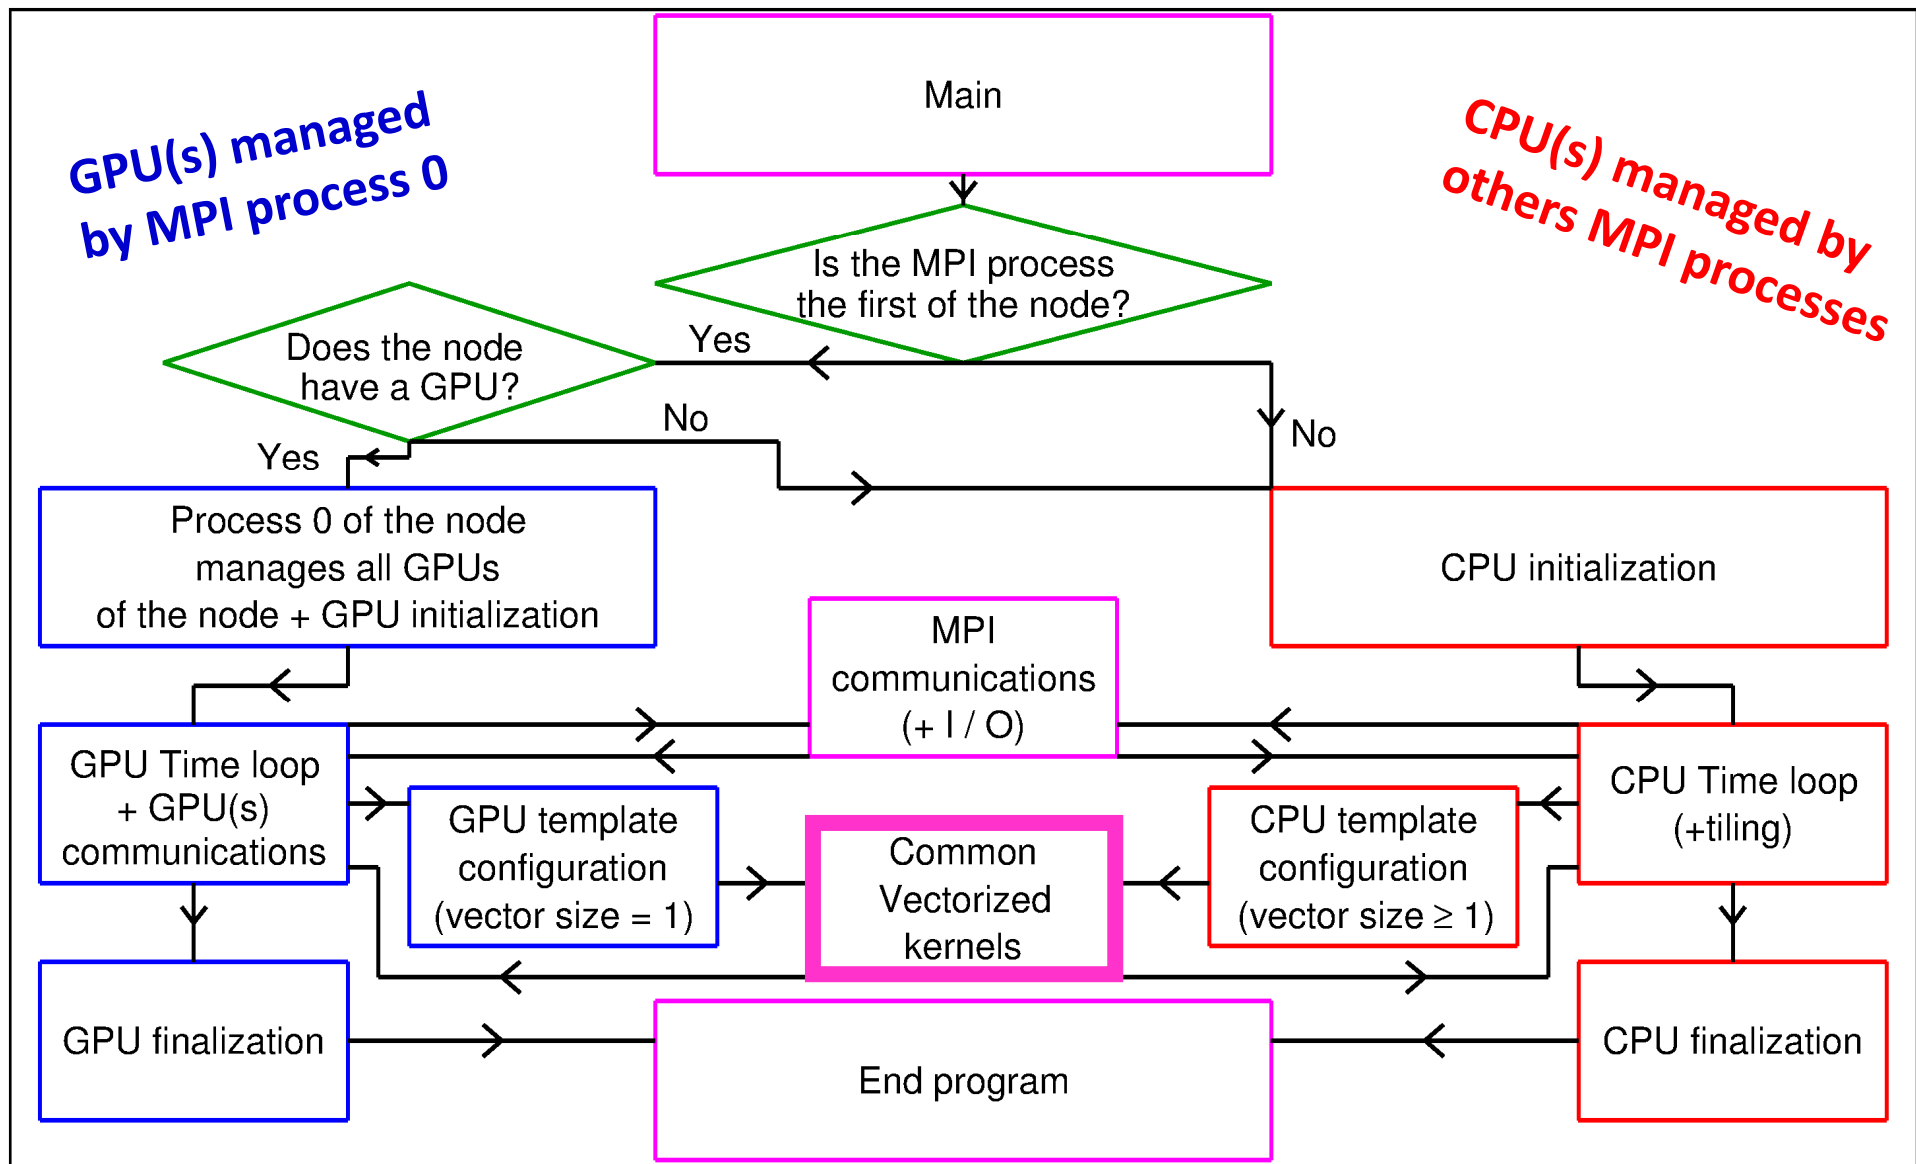 Main
GPU(s) managed
by MPI process 0
CPU(s) managed by
others MPI processes
Is the MPI process
the first of the node?
Yes
No
Does the node
have a GPU?
No
Yes
Process 0 of the node
manages all GPUs
of the node + GPU initialization
CPU initialization
MPI
communications
(+ I / O)
GPU Time loop
+ GPU(s)
communications
GPU template
configuration
(vector size = 1)
Common
Vectorized
kernels
CPU template
configuration
(vector size ≥ 1)
CPU Time loop
(+tiling)
GPU finalization
End program
CPU finalization